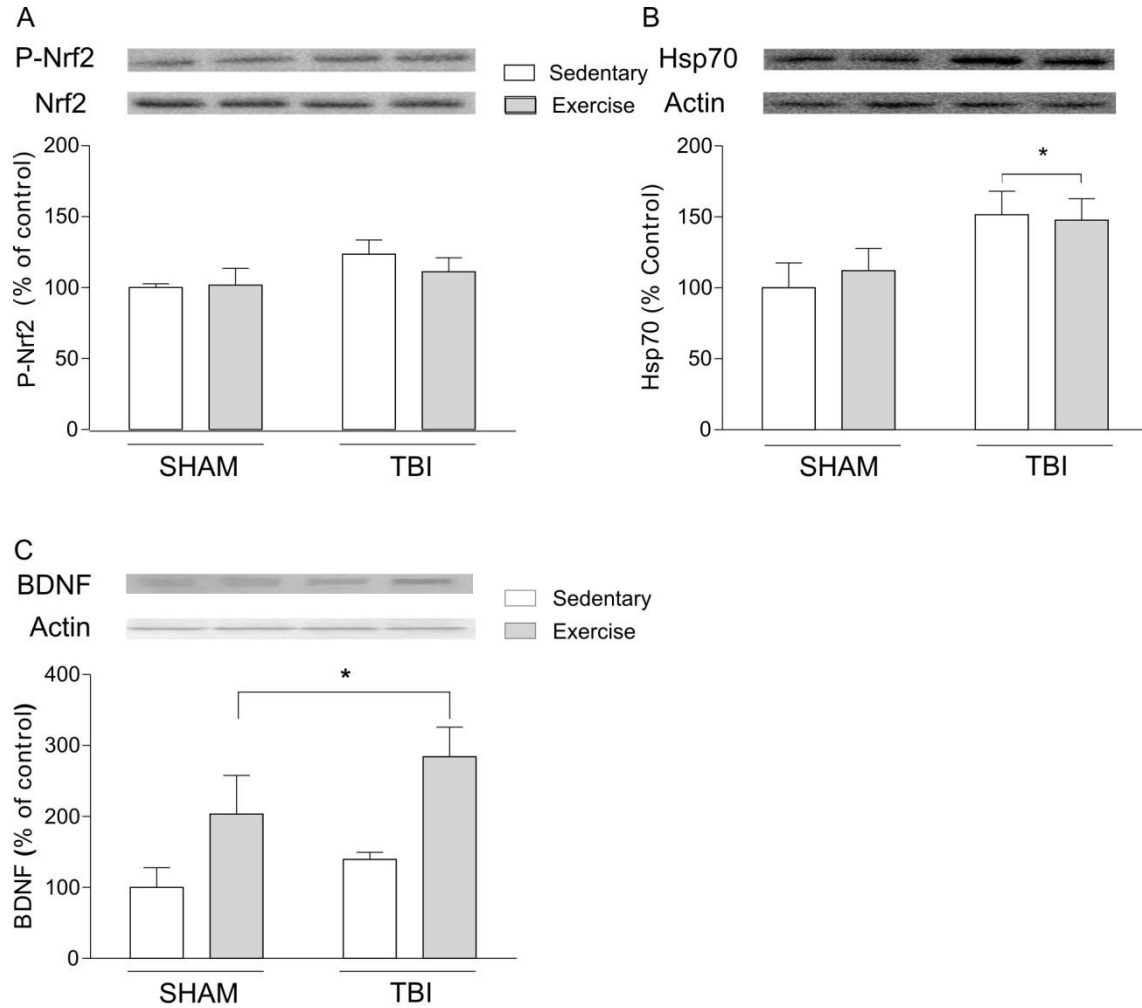 A
P-Nrf2
Nrf2
Sedentary
Exercise
P-Nrf2 (% of control)
200
150
100
50
0
SHAM TBI
B
Hsp70
Actin
Hsp70 (% Control)
200
*
150
100
50
0
SHAM TBI
C
BDNF
Actin
Sedentary
Exercise
BDNF (% of control)
400
*
300
200
100
0
SHAM TBI